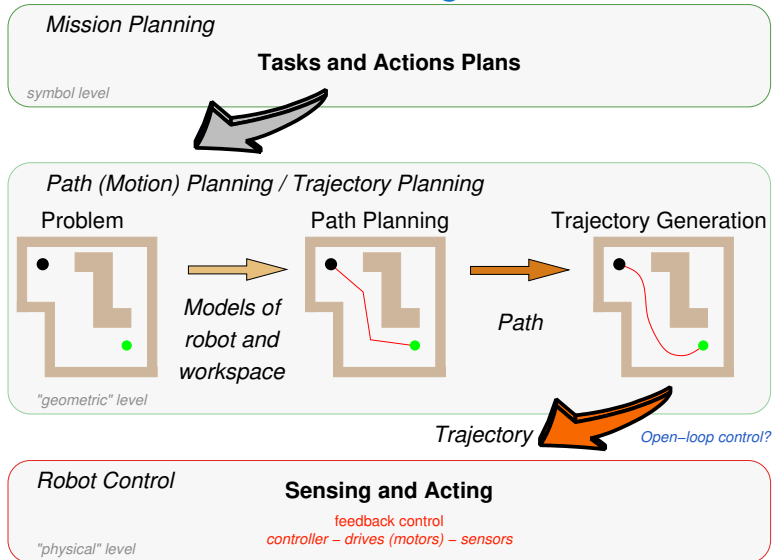 Mission Planning
Tasks and Actions Plans
symbol level
Path (Motion) Planning / Trajectory Planning
Problem
Path Planning
Trajectory Generation
Models of
robot and
workspace
Path
"geometric" level
Trajectory
Open–loop control?
Robot Control
Sensing and Acting
feedback control
controller – drives (motors) – sensors
"physical" level